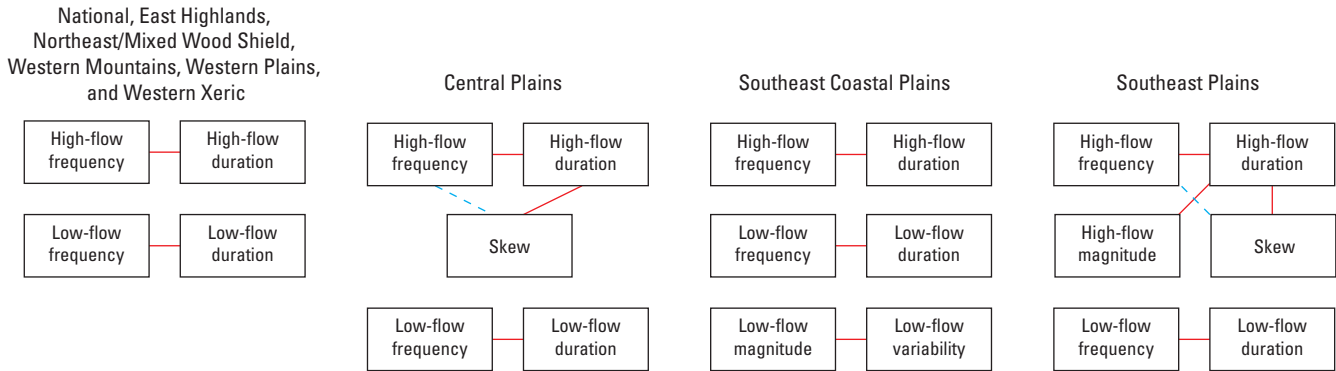 National, East Highlands,
Northeast/Mixed Wood Shield,
Western Mountains, Western Plains,
and Western Xeric
High-flow
frequency
High-flow
duration
Low-flow
frequency
Low-flow
duration
Central Plains
High-flow
frequency
High-flow
duration
Skew
Low-flow
frequency
Low-flow
duration
Southeast Coastal Plains
High-flow
frequency
High-flow
duration
Low-flow
frequency
Low-flow
duration
Low-flow
magnitude
Low-flow
variability
Southeast Plains
High-flow
frequency
High-flow
duration
High-flow
magnitude
Skew
Low-flow
frequency
Low-flow
duration